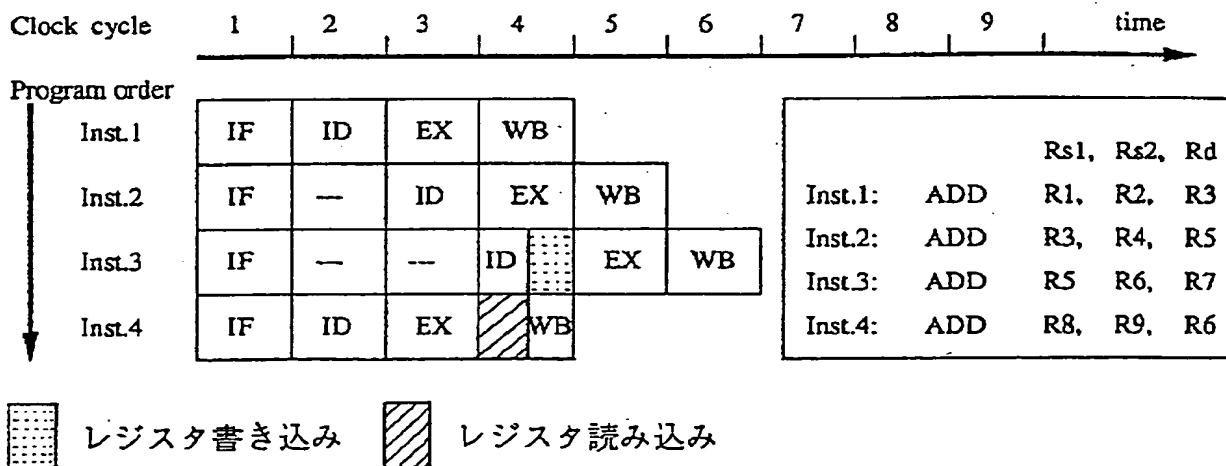 Clock cycle 1 2 3 4 5 6 7 8 9 time
Program order
Inst.1 IF ID EX WB
Inst.2 IF — ID EX WB
Inst.3 IF — --- ID EX WB
Inst.4 IF ID EX WB
Rs1, Rs2, Rd
Inst.1: ADD R1, R2, R3
Inst.2: ADD R3, R4, R5
Inst.3: ADD R5 R6, R7
Inst.4: ADD R8, R9, R6
レジスタ書き込み レジスタ読み込み